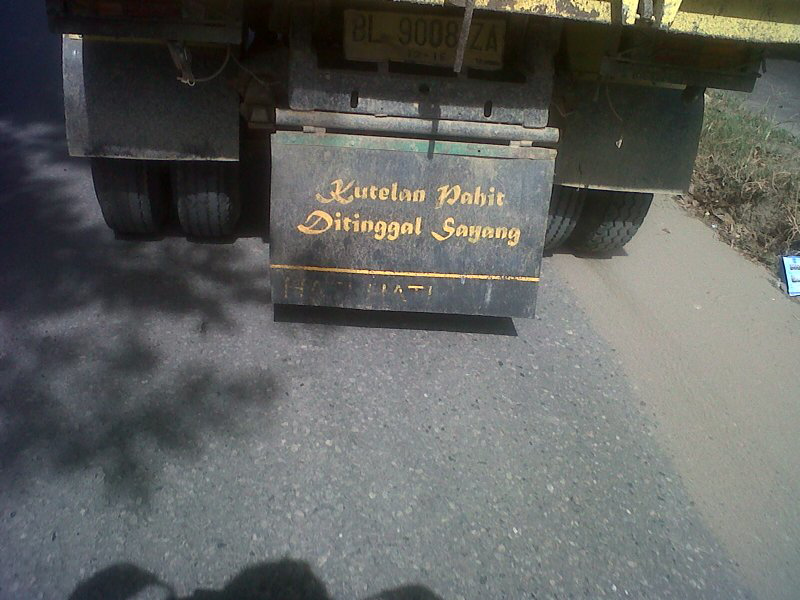 BL 9008 ZA
Kutelan Pahit
Ditinggal Sayang
HATI HATI